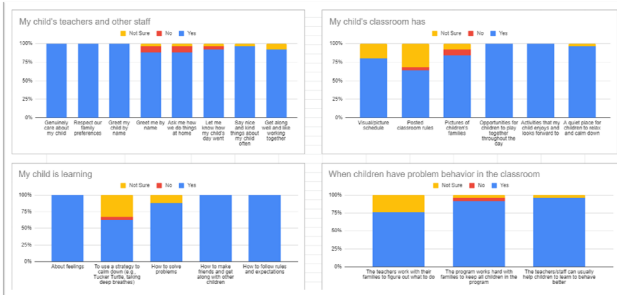 My child's teachers and other staff
Not Sure No Yes
100%
75%
50%
25%
0%
Genuinely care about my child
Respect our family preferences
Greet my child by name
Greet me by name
Ask me how we do things at home
Let me know how my child's day went
Say nice and kind things about my child often
Get along well and like working together
My child's classroom has
Not Sure No Yes
100%
75%
50%
25%
0%
Visual/picture schedule
Posted classroom rules
Pictures of children's families
Opportunities for children to play together throughout the day
Activities that my child enjoys and looks forward to
A quiet place for children to relax and calm down
My child is learning
Not Sure No Yes
100%
75%
50%
25%
0%
About feelings
To use a strategy to calm down (e.g., Tucker Turtle, taking deep breathes)
How to solve problems
How to make friends and get along with other children
How to follow rules and expectations
When children have problem behavior in the classroom
Not Sure No Yes
100%
75%
50%
25%
0%
The teachers work with their families to figure out what to do
The program works hard with families to keep all children in the program
The teachers/staff can usually help children to learn to behave better